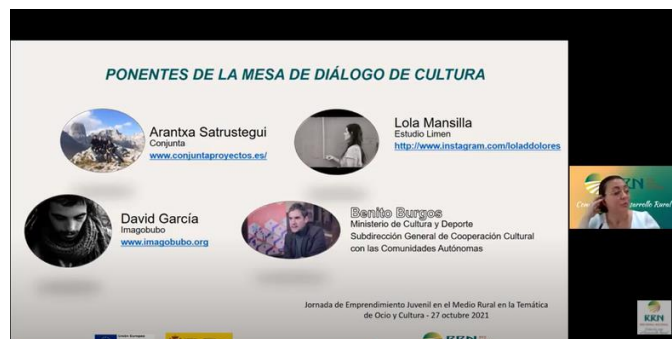 PONENTES DE LA MESA DE DIÁLOGO DE CULTURA
Arantxa Satrustegui
Conjunta
www.conjuntaproyectos.es/
Lola Mansilla
Estudio Limen
http://www.instagram.com/loladdolores
David García
Imagobubo
www.imagobubo.org
Benito Burgos
Ministerio de Cultura y Deporte
Subdirección General de Cooperación Cultural
con las Comunidades Autónomas
Jornada de Emprendimiento Juvenil en el Medio Rural en la Temática
de Ocio y Cultura - 27 octubre 2021